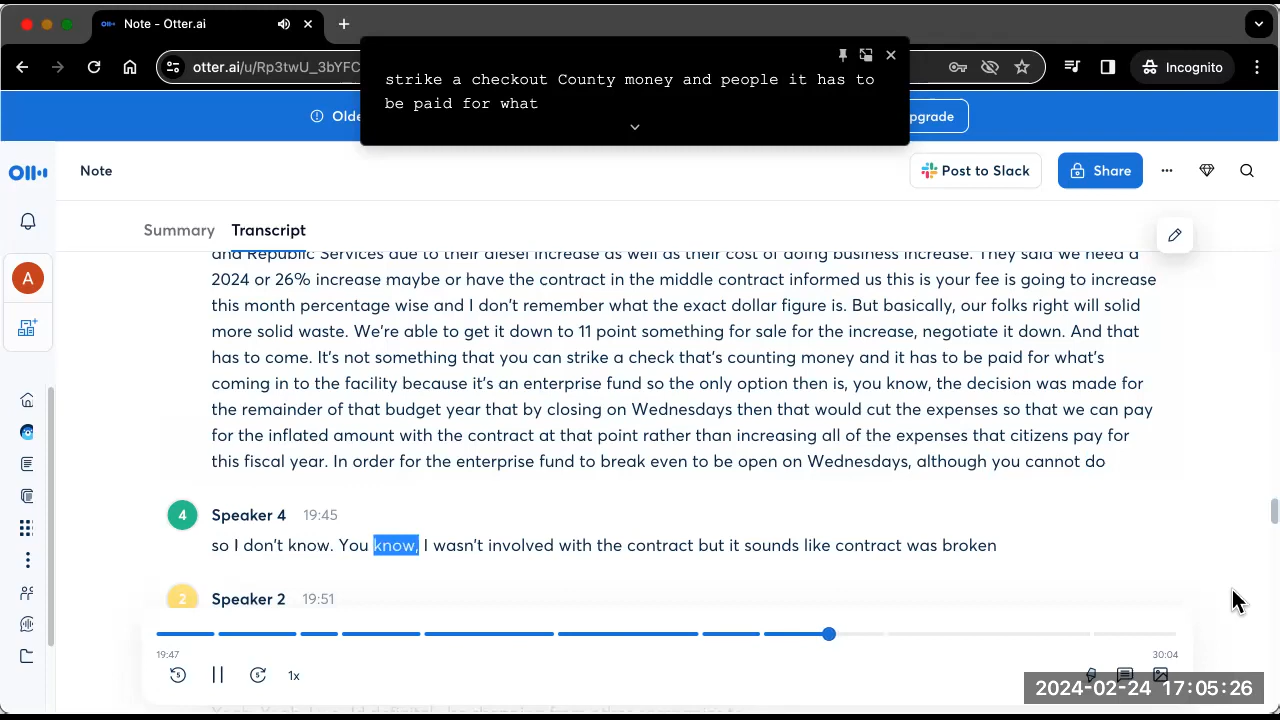 Note - Otter.ai
otter.ai/u/Rp3twU_3bYFC
Incognito
strike a checkout County money and people it has to
be paid for what
Olde
pgrade
Note
Post to Slack
Share
Summary
Transcript
A
and Republic Services due to their diesel increase as well as their cost of doing business increase. They said we need a
2024 or 26% increase maybe or have the contract in the middle contract informed us this is your fee is going to increase
this month percentage wise and I don't remember what the exact dollar figure is. But basically, our folks right will solid
more solid waste. We're able to get it down to 11 point something for sale for the increase, negotiate it down. And that
has to come. It's not something that you can strike a check that's counting money and it has to be paid for what's
coming in to the facility because it's an enterprise fund so the only option then is, you know, the decision was made for
the remainder of that budget year that by closing on Wednesdays then that would cut the expenses so that we can pay
for the inflated amount with the contract at that point rather than increasing all of the expenses that citizens pay for
this fiscal year. In order for the enterprise fund to break even to be open on Wednesdays, although you cannot do
4 Speaker 4 19:45
so I don't know. You know, I wasn't involved with the contract but it sounds like contract was broken
2 Speaker 2 19:51
19:47
30:04
5
5
1x
2024-02-24 17:05:26